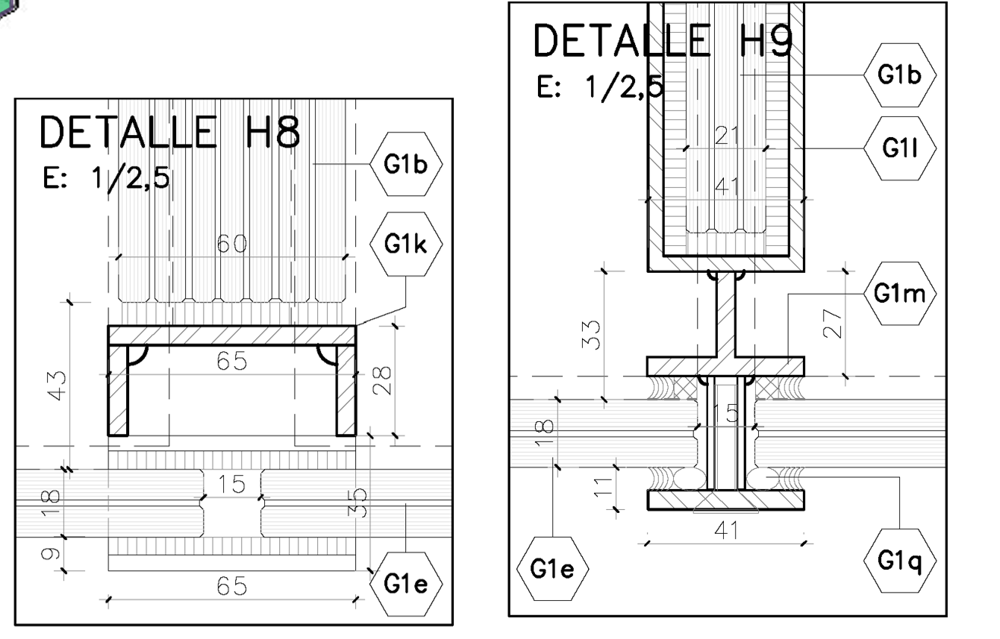 DETALLE H8
E: 1/2,5
G1b
G1k
60
65
43
28
15
18
35
9
65
G1e
DETALLE H9
E: 1/2,5
G1b
G1l
21
41
G1m
33
27
15
18
11
41
G1e
G1q